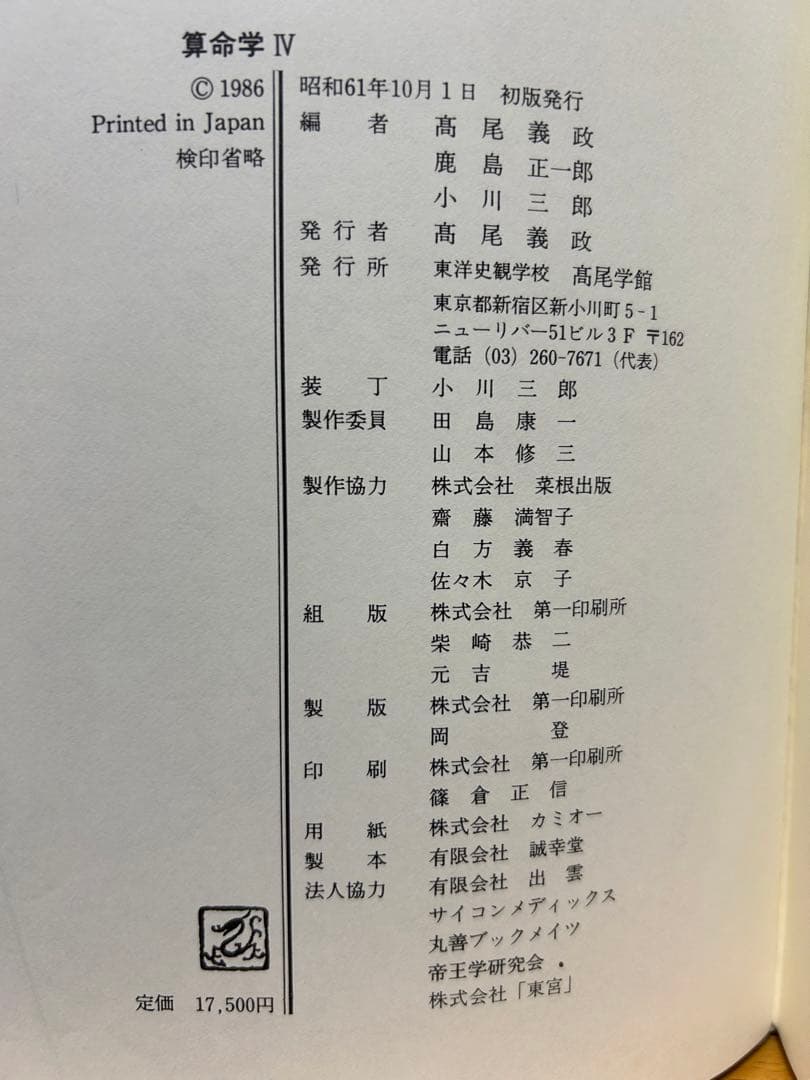 算命学 Ⅳ
© 1986
Printed in Japan
検印省略
定価 17,500円
昭和61年10月1日 初版発行
編者 髙尾義政
鹿島正一郎
小川三郎
発行者 髙尾義政
発行所 東洋史観学校 髙尾学館
東京都新宿区新小川町5-1
ニューリバー51ビル3F 〒162
電話 (03) 260-7671 (代表)
装丁 小川三郎
製作委員 田島康一
山本修三
製作協力 株式会社 菜根出版
齋藤満智子
白方義春
佐々木京子
組版 株式会社 第一印刷所
柴崎恭二
元吉堤
製版 株式会社 第一印刷所
岡登
印刷 株式会社 第一印刷所
篠倉正信
用紙 株式会社 カミオー
製本 有限会社 誠幸堂
法人協力 有限会社 出雲
サイコンメディックス
丸善ブックメイツ
帝王学研究会・
株式会社「東宮」